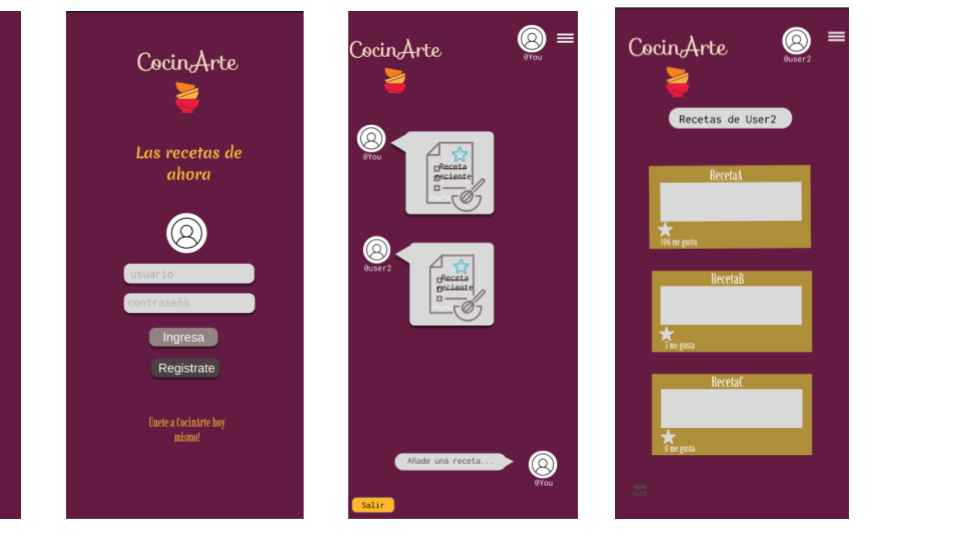 CocinArte
Las recetas de
ahora
usuario
contraseña
Ingresa
Registrate
Únete a CocinArte hoy
mismo!
CocinArte
@You
@You
Receta
reciente
@user2
Receta
reciente
Añade una receta...
@You
Salir
CocinArte
@user2
Recetas de User2
RecetaA
106 me gusta
RecetaB
7 me gusta
RecetaC
0 me gusta